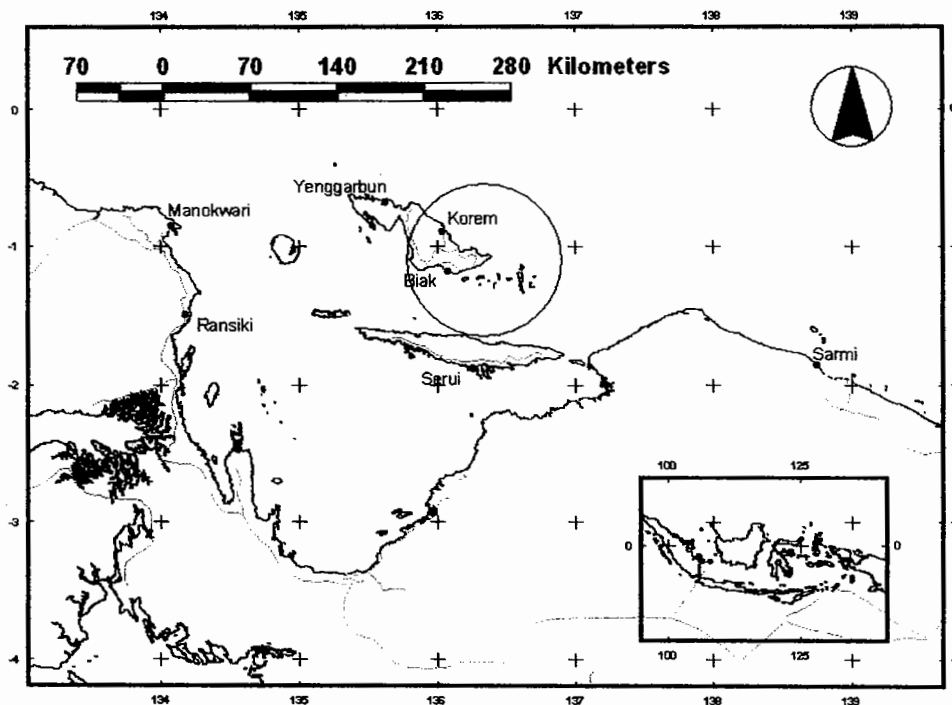 134 135 136 137 138 139
70 0 70 140 210 280 Kilometers
0
Yenggarbun
Manokwari
Korem
-1
Biak
Ransiki
Sarmi
Serui
-2
100 125
-3
0 0
100 125
-4
134 135 136 137 138 139